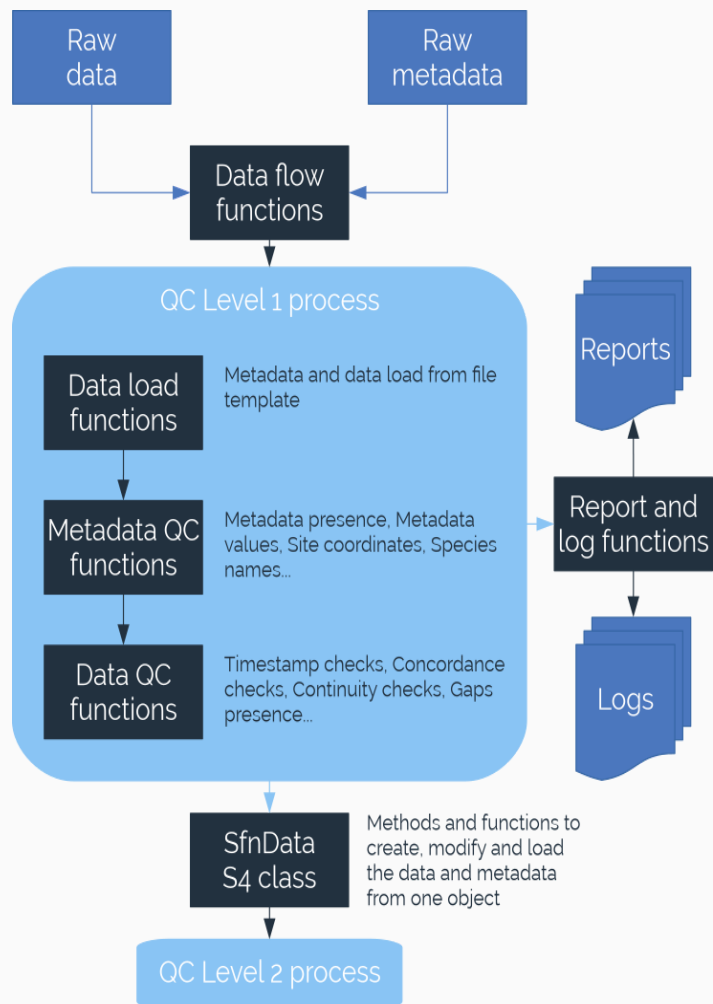 Raw
data
Raw
metadata
Data flow
functions
QC Level 1 process
Data load
functions
Metadata and data load from file
template
Metadata QC
functions
Metadata presence, Metadata
values, Site coordinates, Species
names...
Data QC
functions
Timestamp checks, Concordance
checks, Continuity checks, Gaps
presence...
Reports
Report and
log functions
Logs
SfnData
S4 class
Methods and functions to
create, modify and load
the data and metadata
from one object
QC Level 2 process